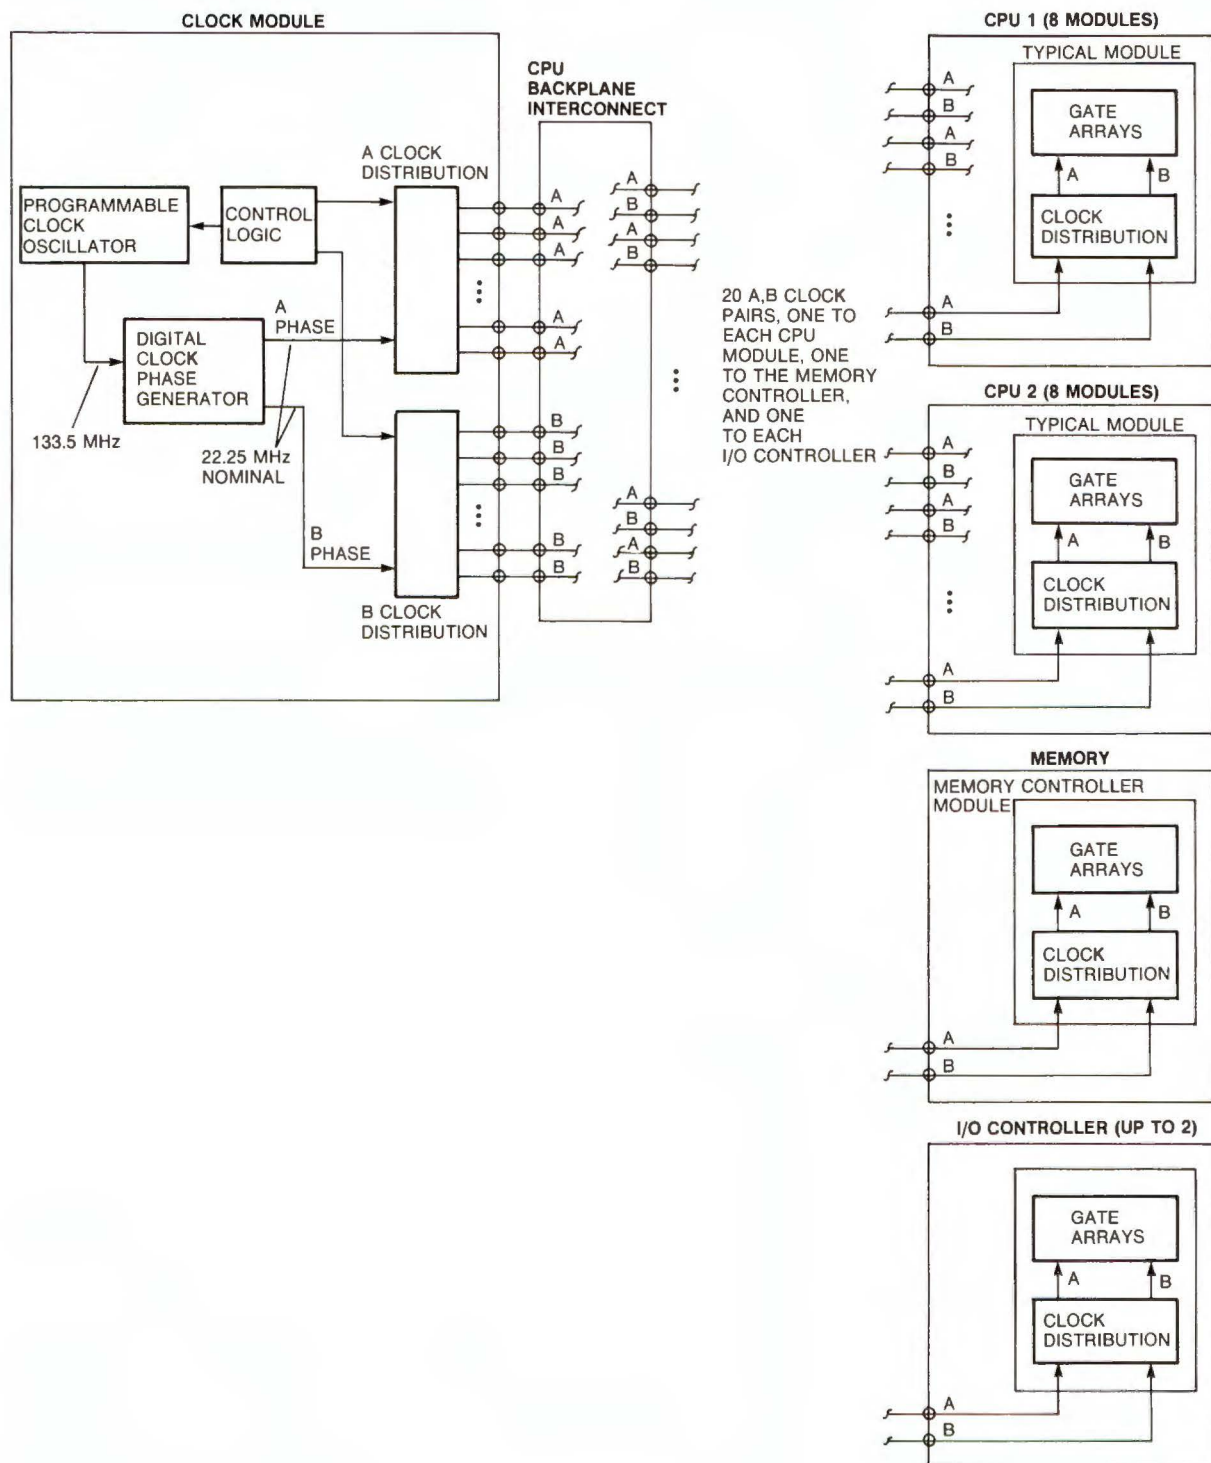 CLOCK MODULE
CPU
BACKPLANE
INTERCONNECT
A CLOCK
DISTRIBUTION
PROGRAMMABLE
CLOCK
OSCILLATOR
CONTROL
LOGIC
A
PHASE
DIGITAL
CLOCK
PHASE
GENERATOR
133.5 MHz
22.25 MHz
NOMINAL
B
PHASE
B CLOCK
DISTRIBUTION
A
A
A
A
A
B
B
B
B
B
A
B
A
B
A
B
A
B
20 A,B CLOCK
PAIRS, ONE TO
EACH CPU
MODULE, ONE
TO THE MEMORY
CONTROLLER,
AND ONE
TO EACH
I/O CONTROLLER
CPU 1 (8 MODULES)
TYPICAL MODULE
A
B
A
B
GATE
ARRAYS
A
B
CLOCK
DISTRIBUTION
A
B
CPU 2 (8 MODULES)
TYPICAL MODULE
A
B
A
B
GATE
ARRAYS
A
B
CLOCK
DISTRIBUTION
A
B
MEMORY
MEMORY CONTROLLER
MODULE
GATE
ARRAYS
A
B
CLOCK
DISTRIBUTION
A
B
I/O CONTROLLER (UP TO 2)
GATE
ARRAYS
A
B
CLOCK
DISTRIBUTION
A
B